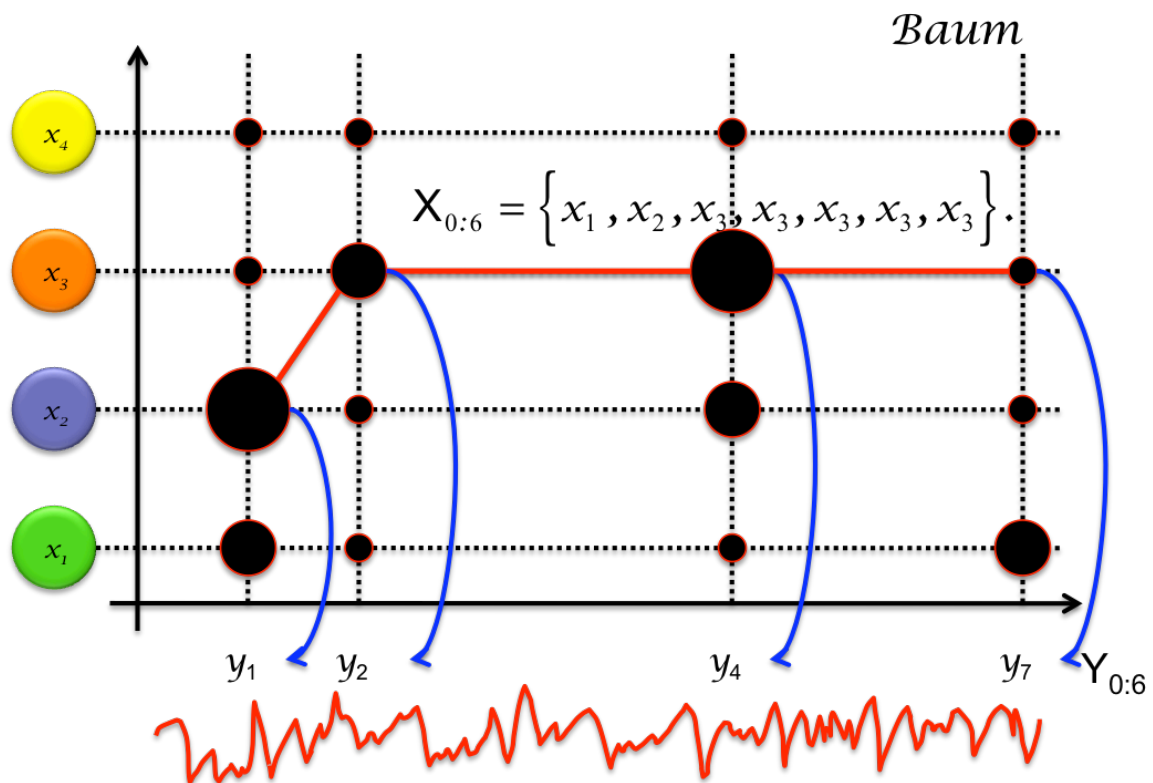 Baum
x₄
X₀:₆ = {x₁, x₂, x₃, x₃, x₃, x₃, x₃}.
x₃
x₂
x₁
y₁ y₂ y₄ y₇ Y₀:₆